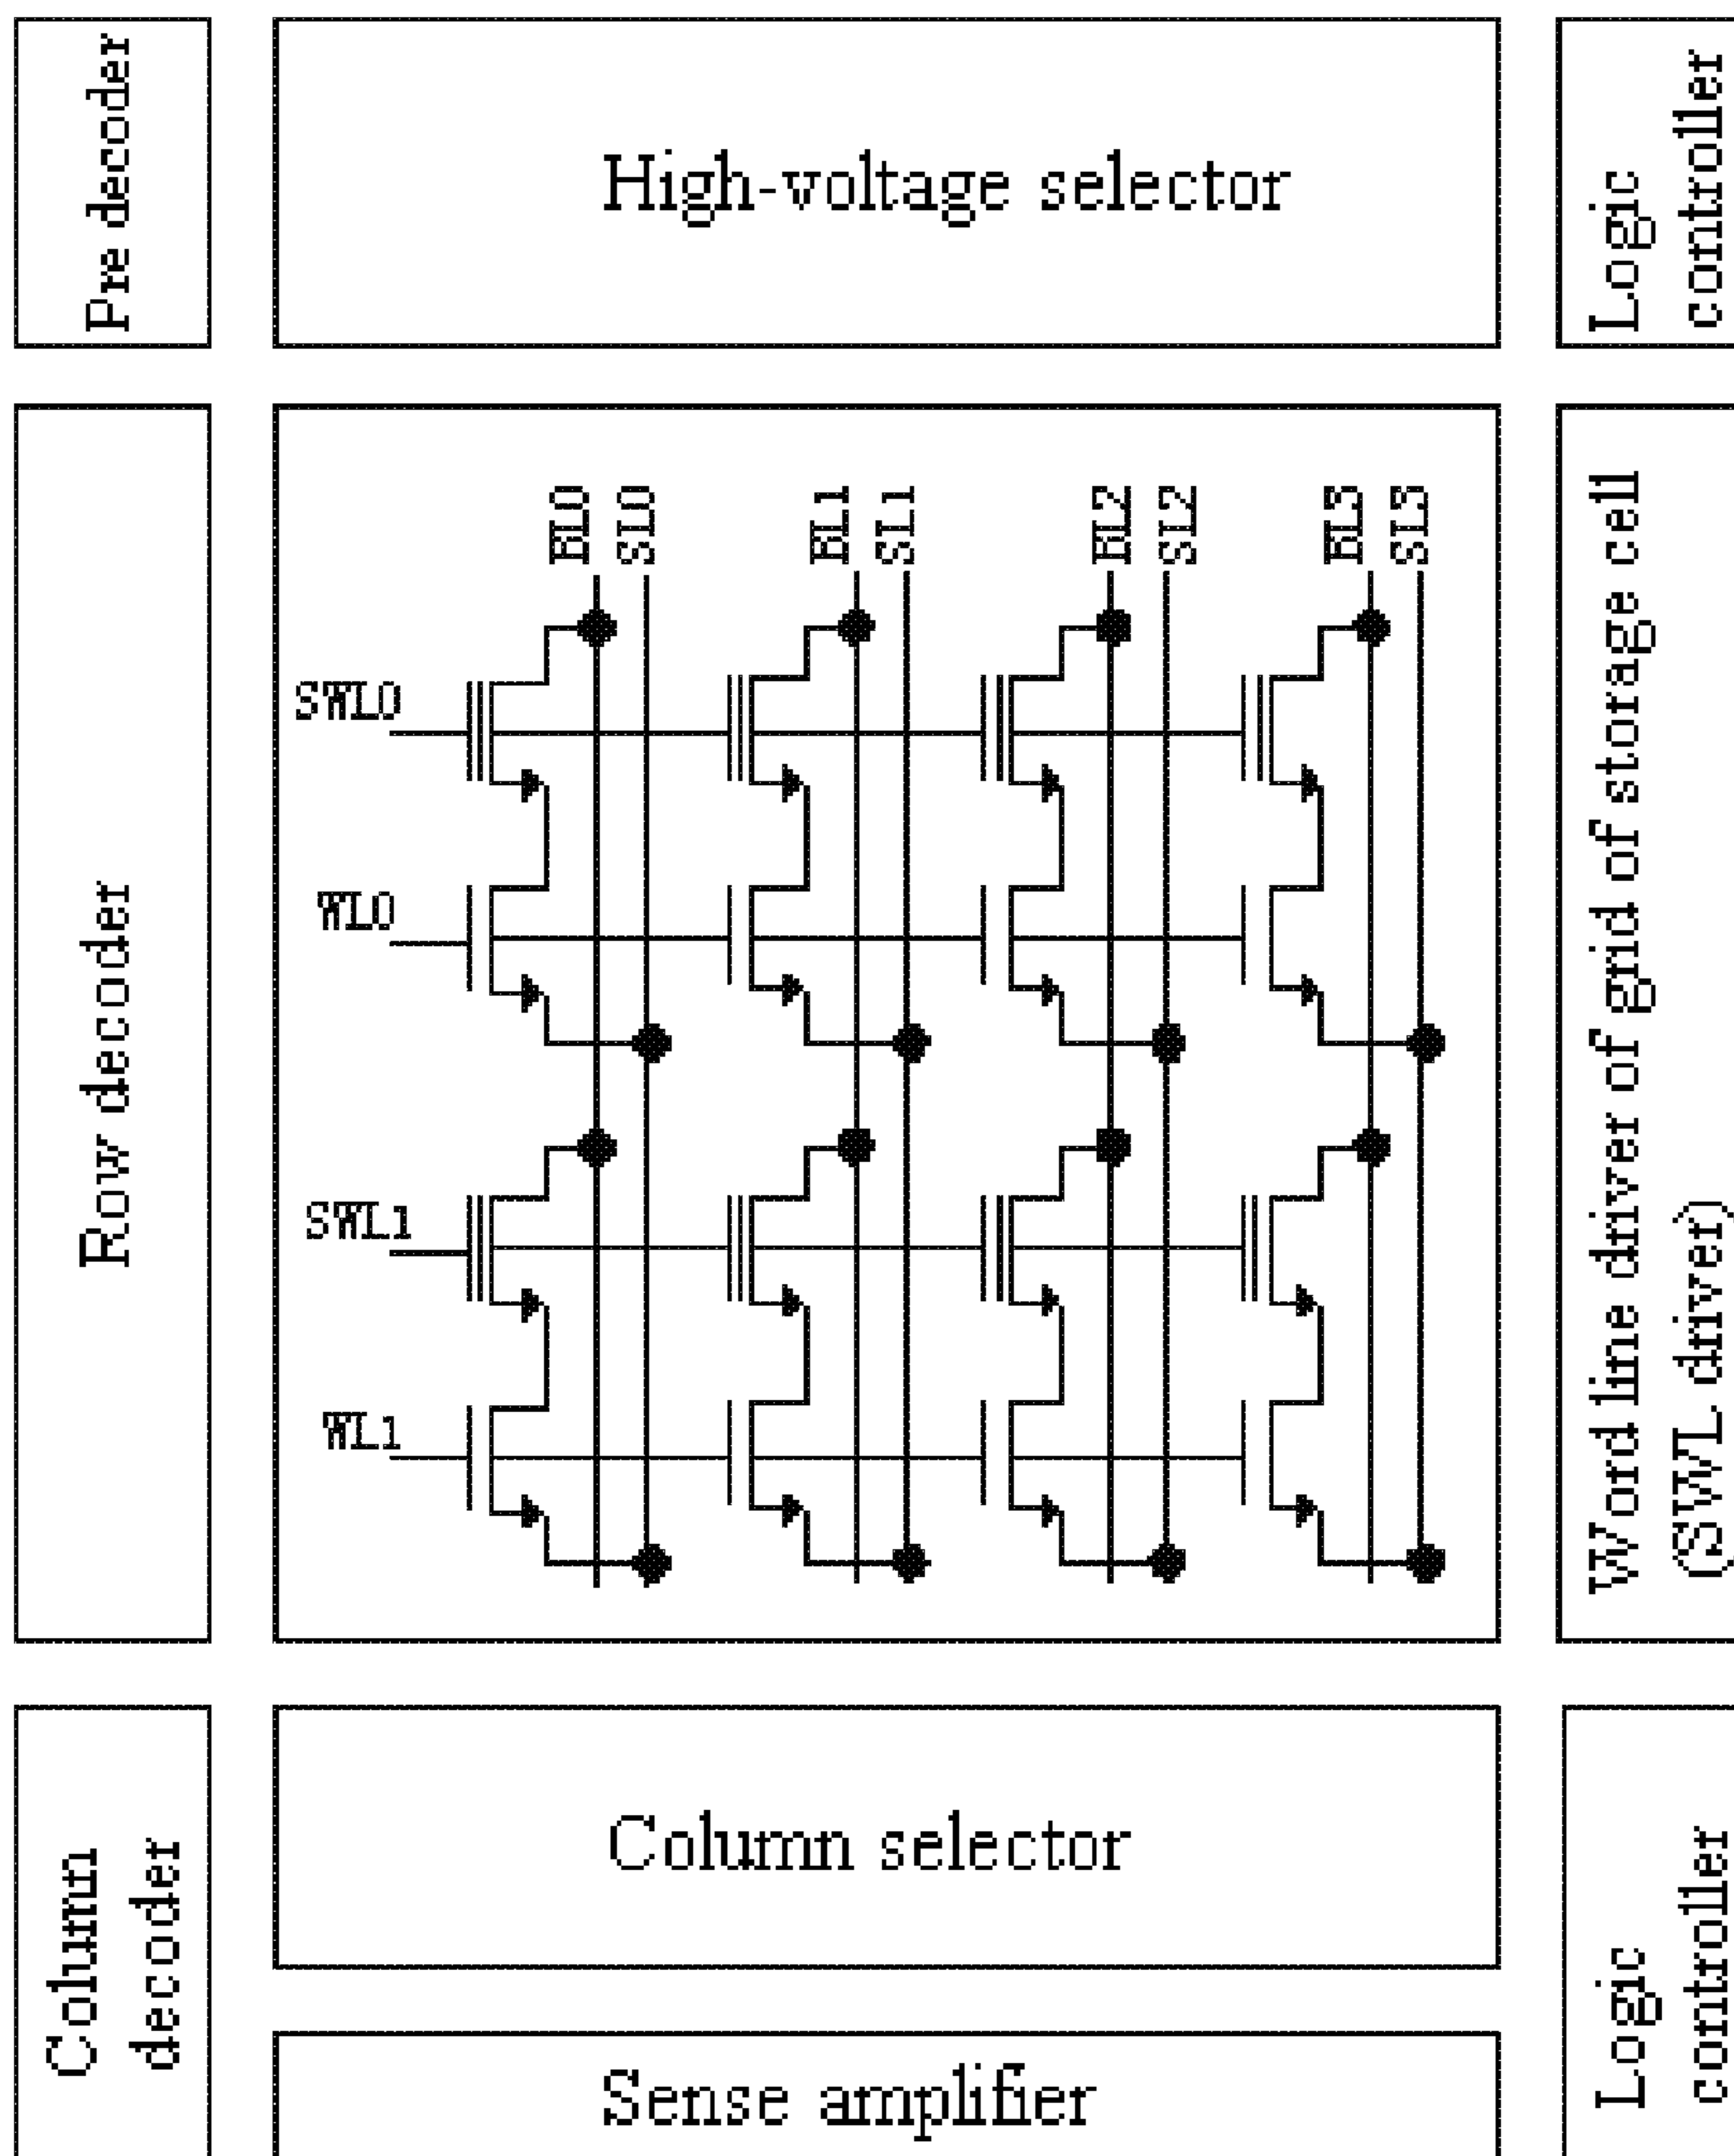 Pre decoder
High-voltage selector
Logic
controller
Row decoder
BL0
SL0
BL1
SL1
BL2
SL2
BL3
SL3
SWL0
WL0
SWL1
WL1
Word line driver of grid of storage cell
(SWL driver)
Column
decoder
Column selector
Logic
controller
Sense amplifier